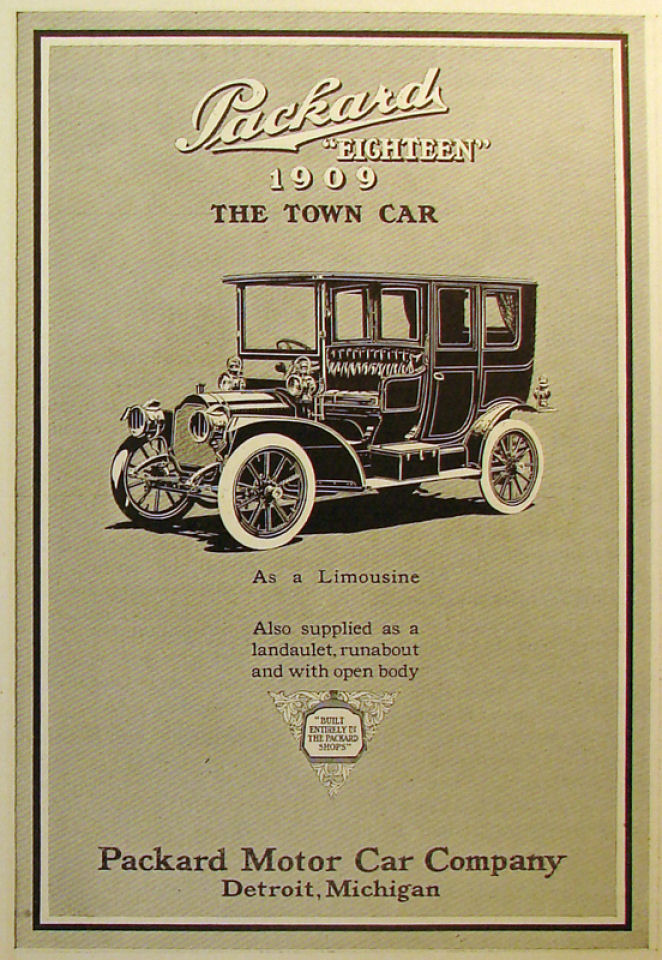 Packard
"EIGHTEEN"
1909
THE TOWN CAR
As a Limousine
Also supplied as a
landaulet, runabout
and with open body
"BUILT
ENTIRELY IN
THE PACKARD
SHOPS"
Packard Motor Car Company
Detroit, Michigan